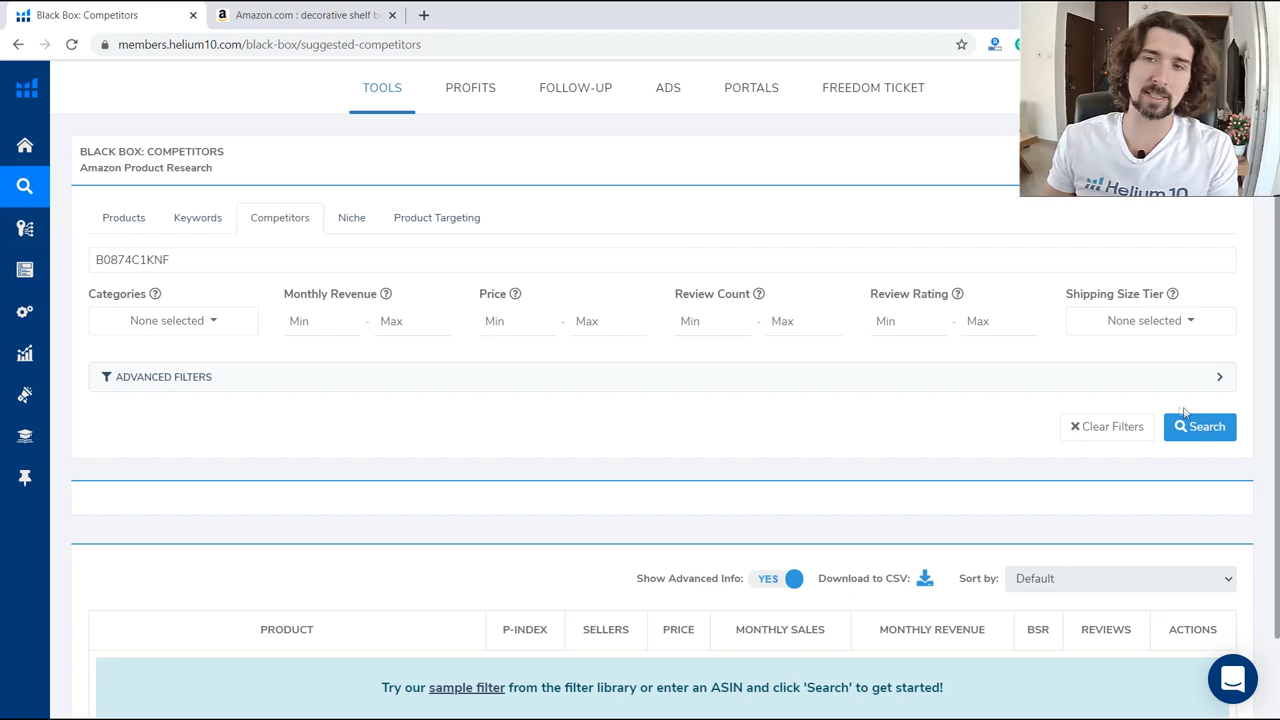 Black Box: Competitors
Amazon.com : decorative shelf b
members.helium10.com/black-box/suggested-competitors
TOOLS PROFITS FOLLOW-UP ADS PORTALS FREEDOM TICKET
Helium 10
BLACK BOX: COMPETITORS
Amazon Product Research
Products Keywords Competitors Niche Product Targeting
B0874C1KNF
Categories Monthly Revenue Price Review Count Review Rating Shipping Size Tier
None selected Min - Max Min - Max Min - Max Min - Max None selected
ADVANCED FILTERS
Clear Filters Search
Show Advanced Info: YES Download to CSV: Sort by: Default
PRODUCT P-INDEX SELLERS PRICE MONTHLY SALES MONTHLY REVENUE BSR REVIEWS ACTIONS
Try our sample filter from the filter library or enter an ASIN and click 'Search' to get started!